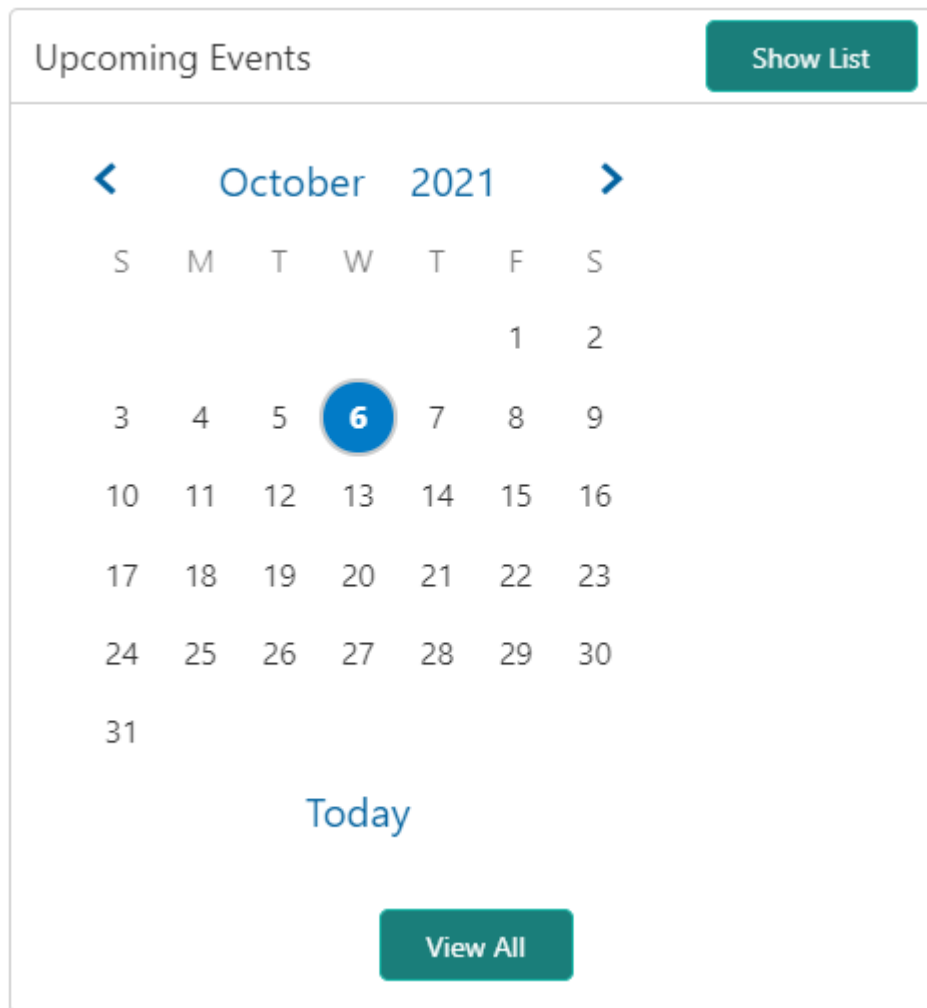 Upcoming Events Show List
October 2021
S M T W T F S
1 2
3 4 5 6 7 8 9
10 11 12 13 14 15 16
17 18 19 20 21 22 23
24 25 26 27 28 29 30
31
Today
View All